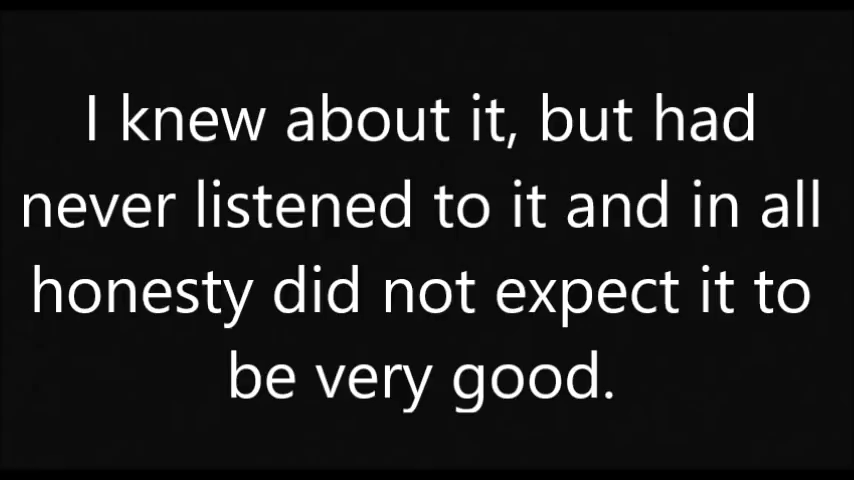 I knew about it, but had
never listened to it and in all
honesty did not expect it to
be very good.